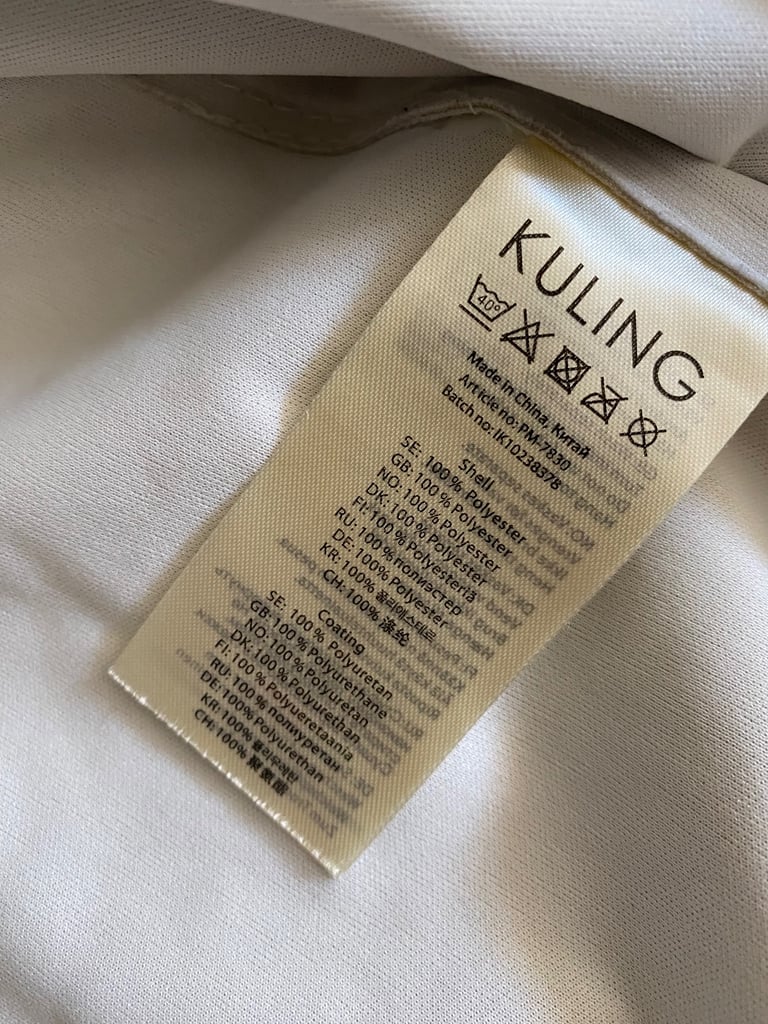 KULING
40°
Made in China, Китай
Article no: PM-7830
Batch no: IK10238378
Shell
SE: 100% Polyester
GB: 100% Polyester
NO: 100% Polyester
DK: 100% Polyester
FI: 100% Polyesteriä
RU: 100% полиэстер
DE: 100% Polyester
KR: 100% 폴리에스테르
CH: 100% 涤纶
Coating
SE: 100% Polyuretan
GB: 100% Polyurethane
NO: 100% Polyuretan
DK: 100% Polyurethan
FI: 100% Polyueretaania
RU: 100% полиуретан
DE: 100% Polyurethan
KR: 100% 폴리우레탄
CH: 100% 聚氨酯